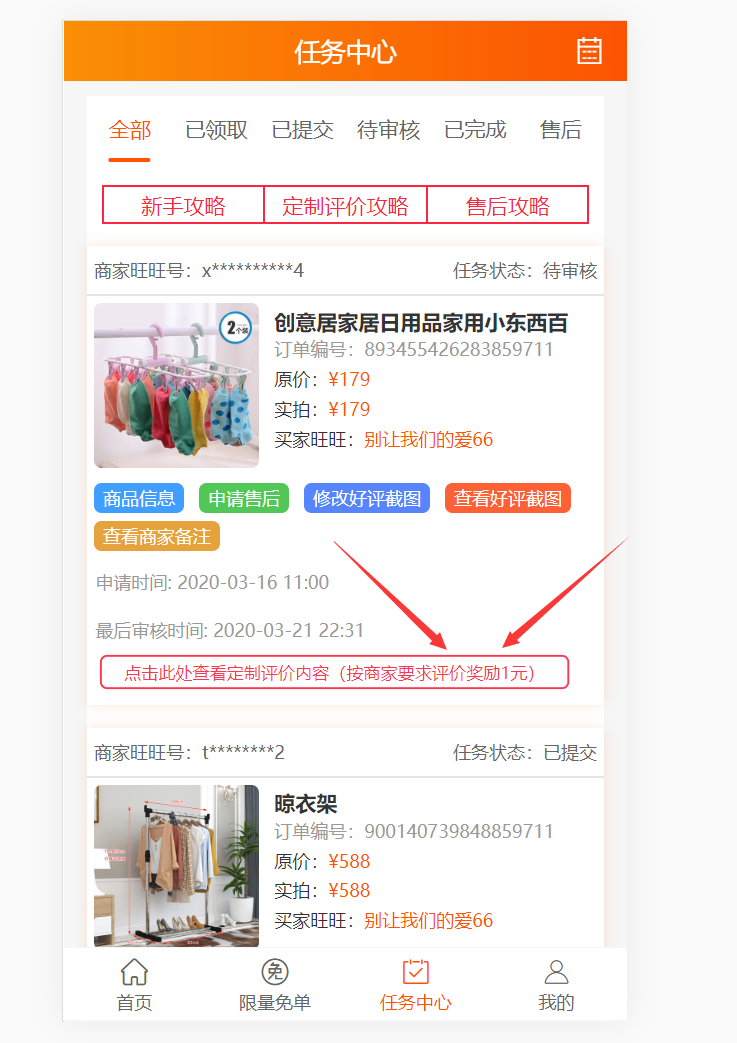 任务中心
全部 已领取 已提交 待审核 已完成 售后
新手攻略 定制评价攻略 售后攻略
商家旺旺号：x**********4 任务状态：待审核
2个装
创意居家居日用品家用小东西百
订单编号：893455426283859711
原价：¥179
实拍：¥179
买家旺旺：别让我们的爱66
商品信息 申请售后 修改好评截图 查看好评截图
查看商家备注
申请时间: 2020-03-16 11:00
最后审核时间: 2020-03-21 22:31
点击此处查看定制评价内容（按商家要求评价奖励1元）
商家旺旺号：t********2 任务状态：已提交
晾衣架
订单编号：900140739848859711
原价：¥588
实拍：¥588
买家旺旺：别让我们的爱66
免
首页 限量免单 任务中心 我的